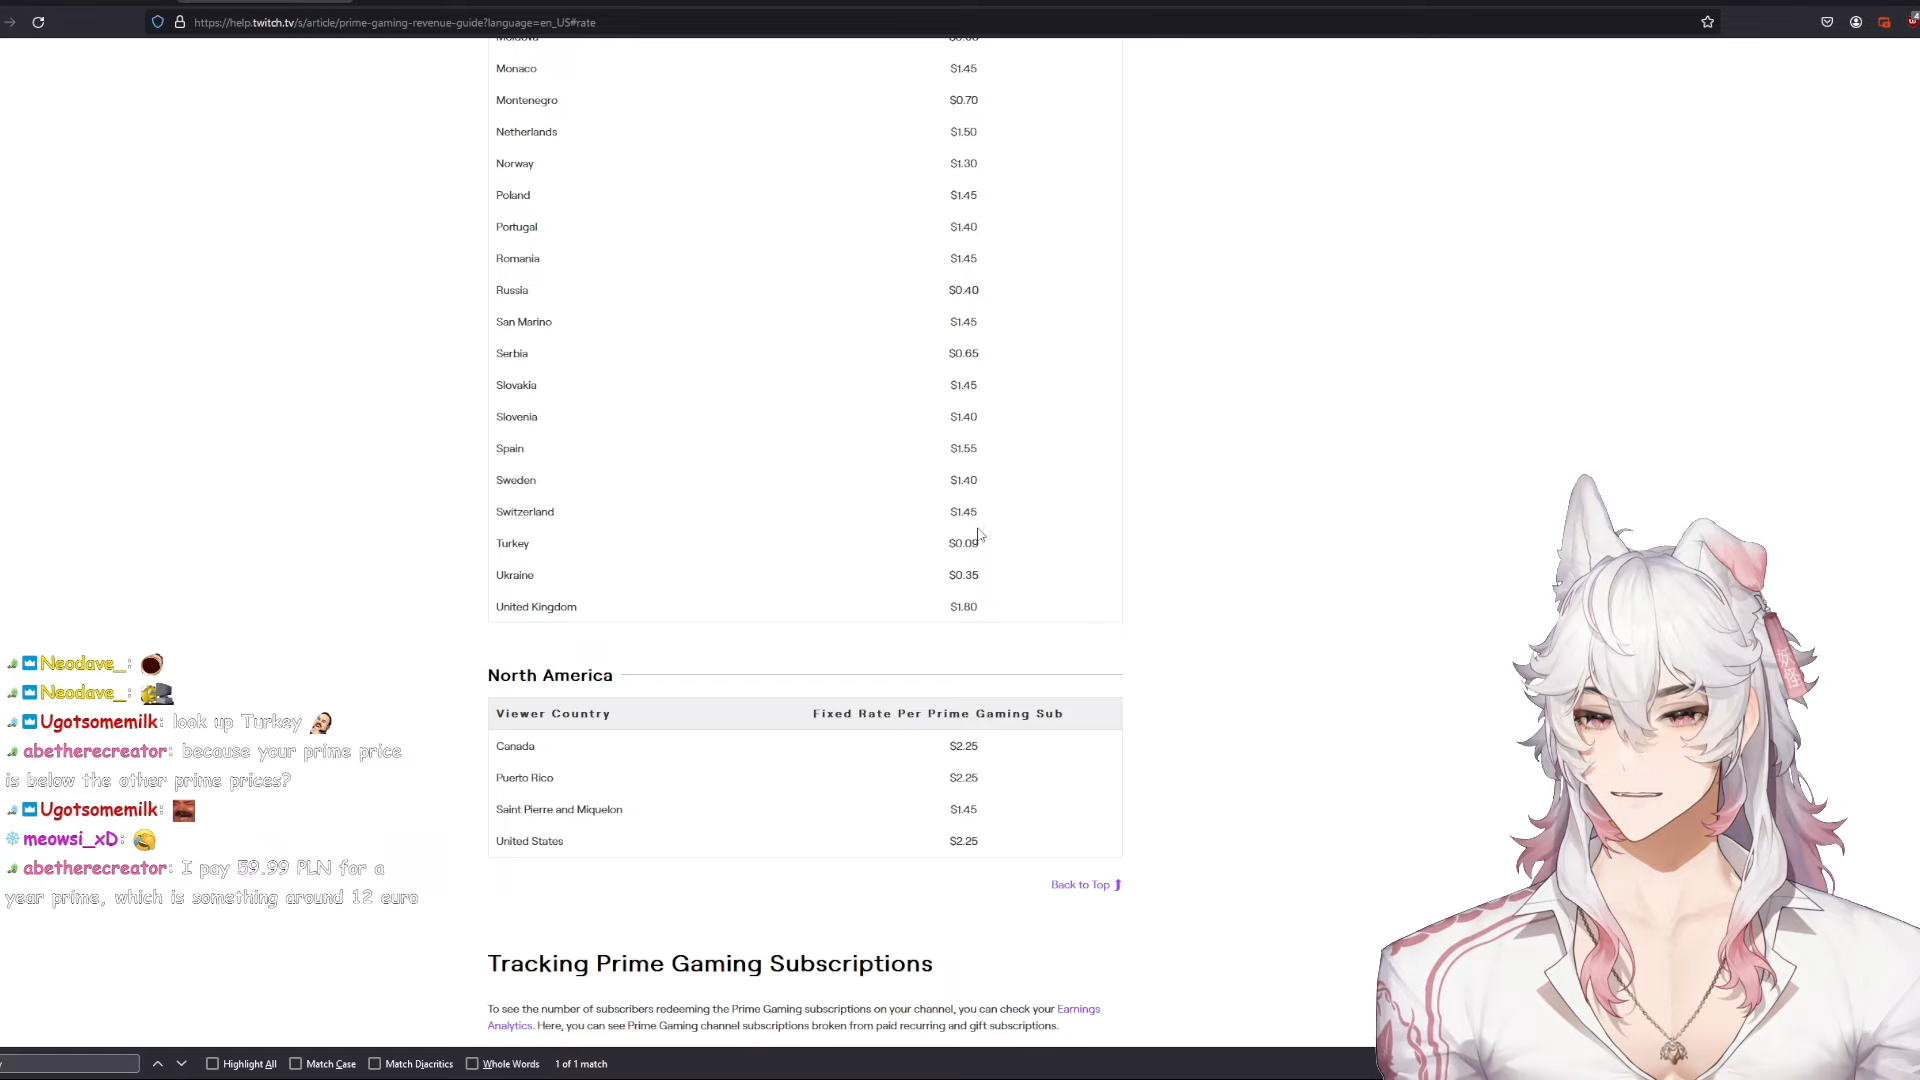 https://help.twitch.tv/s/article/prime-gaming-revenue-guide?language=en_US#rate
Monaco $1.45
Montenegro $0.70
Netherlands $1.50
Norway $1.30
Poland $1.45
Portugal $1.40
Romania $1.45
Russia $0.40
San Marino $1.45
Serbia $0.65
Slovakia $1.45
Slovenia $1.40
Spain $1.55
Sweden $1.40
Switzerland $1.45
Turkey $0.09
Ukraine $0.35
United Kingdom $1.80
North America
Viewer Country Fixed Rate Per Prime Gaming Sub
Canada $2.25
Puerto Rico $2.25
Saint Pierre and Miquelon $1.45
United States $2.25
Back to Top
Tracking Prime Gaming Subscriptions
To see the number of subscribers redeeming the Prime Gaming subscriptions on your channel, you can check your Earnings
Analytics. Here, you can see Prime Gaming channel subscriptions broken from paid recurring and gift subscriptions.
Neodave_:
Neodave_:
Ugotsomemilk: look up Turkey
abetherecreator: because your prime price
is below the other prime prices?
Ugotsomemilk:
meowsi_xD:
abetherecreator: I pay 59.99 PLN for a
year prime, which is something around 12 euro
Highlight All Match Case Match Diacritics Whole Words 1 of 1 match